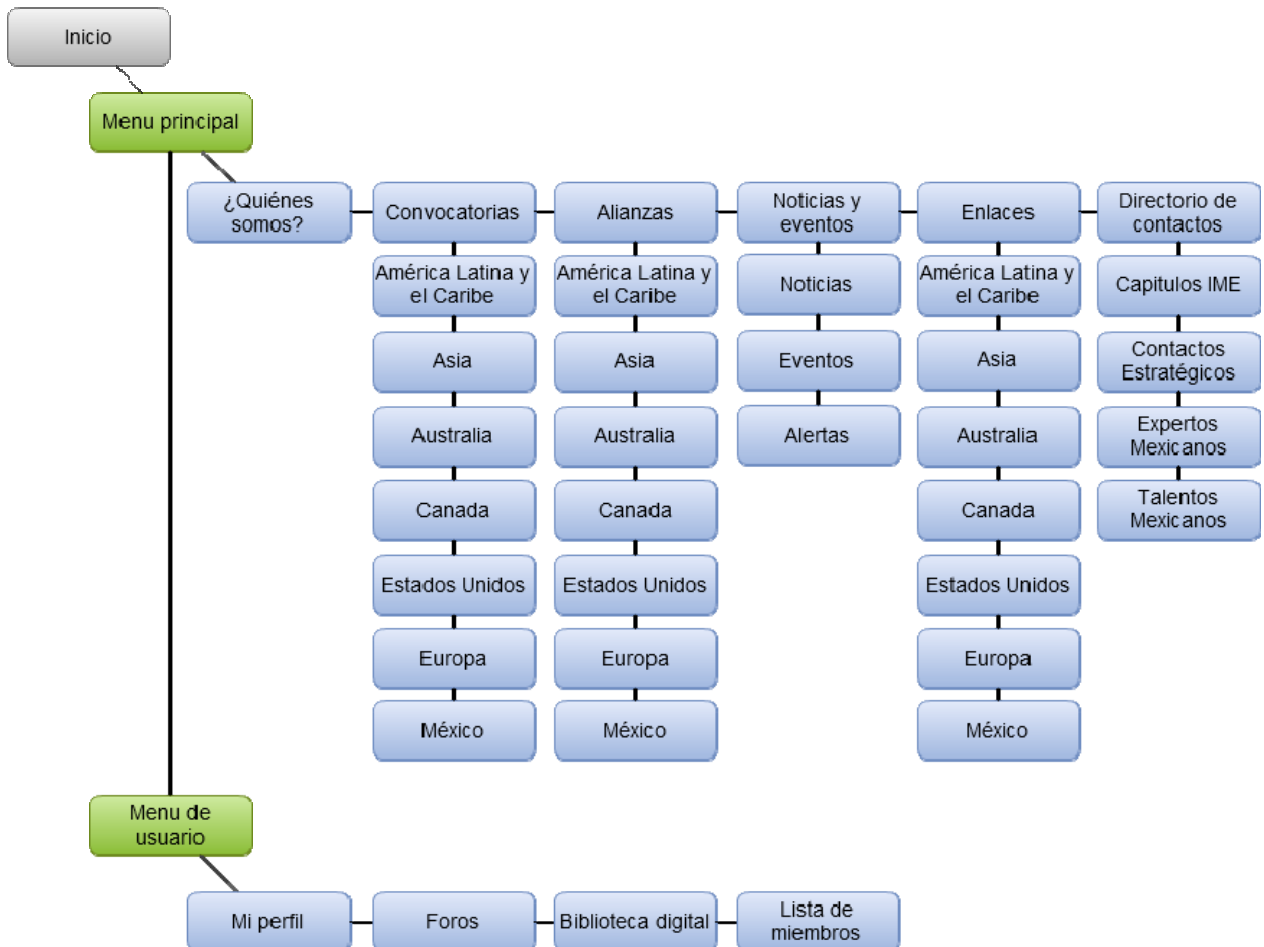 Inicio
Menu principal
¿Quiénes
somos?
Convocatorias
Alianzas
Noticias y
eventos
Enlaces
Directorio de
contactos
América Latina y
el Caribe
América Latina y
el Caribe
Noticias
América Latina y
el Caribe
Capitulos IME
Asia
Asia
Eventos
Asia
Contactos
Estratégicos
Australia
Australia
Alertas
Australia
Expertos
Mexicanos
Canada
Canada
Canada
Talentos
Mexicanos
Estados Unidos
Estados Unidos
Estados Unidos
Europa
Europa
Europa
México
México
México
Menu de
usuario
Mi perfil
Foros
Biblioteca digital
Lista de
miembros